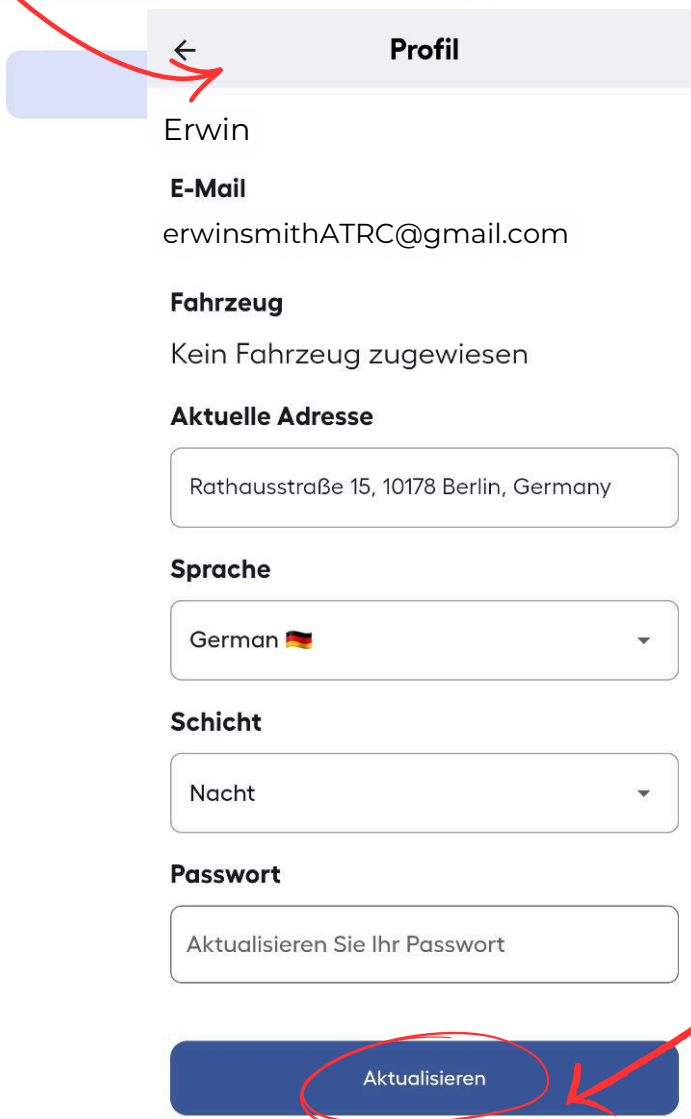 Profil
Erwin
E-Mail
erwinsmithATRC@gmail.com
Fahrzeug
Kein Fahrzeug zugewiesen
Aktuelle Adresse
Rathausstraße 15, 10178 Berlin, Germany
Sprache
German 🇩🇪
Schicht
Nacht
Passwort
Aktualisieren Sie Ihr Passwort
Aktualisieren